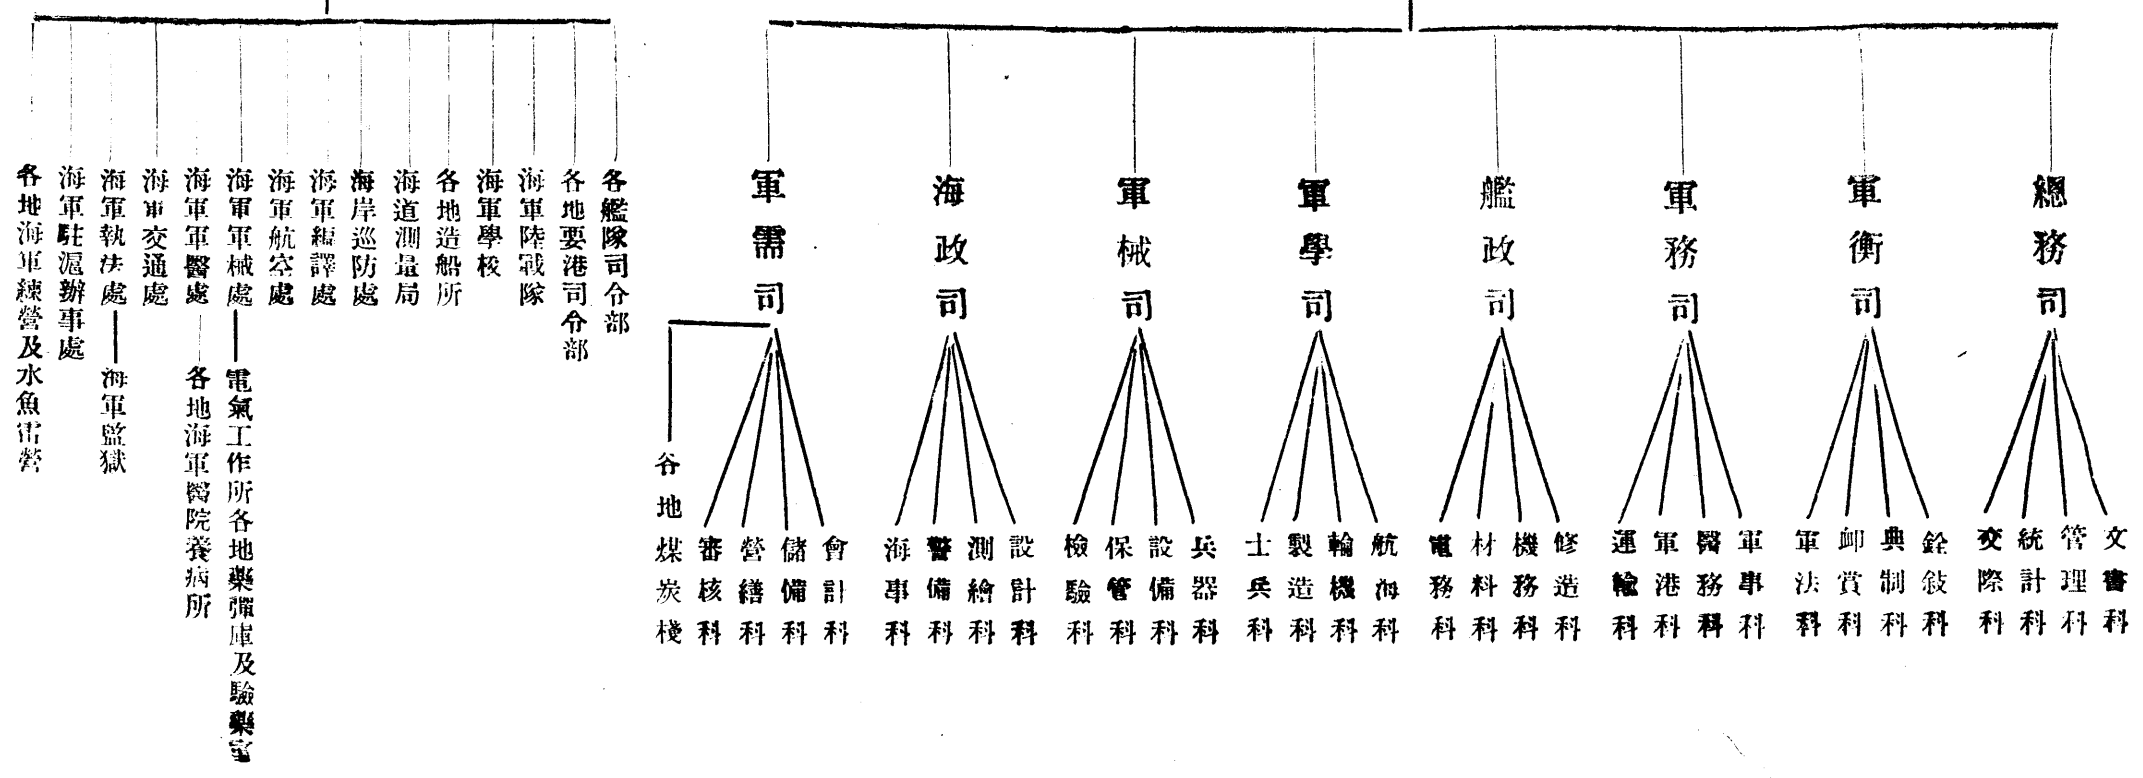 總務司
文書科
管理科
統計科
交際科
軍衡司
銓敍科
典制科
卹賞科
軍法科
軍務司
軍事科
醫務科
軍港科
運輸科
艦政司
修造科
機務科
材料科
電務科
軍學司
航海科
輪機科
製造科
士兵科
軍械司
兵器科
設備科
保管科
檢驗科
海政司
設計科
測繪科
警備科
海事科
軍需司
會計科
儲備科
營繕科
審核科
各地煤炭棧
各艦隊司令部
各地要港司令部
海軍陸戰隊
海軍學校
各地造船所
海道測量局
海岸巡防處
海軍編譯處
海軍航空處
海軍軍械處
電氣工作所各地藥彈庫及驗藥室
海軍軍醫處
各地海軍醫院養病所
海軍交通處
海軍執法處
海軍監獄
海軍駐滬辦事處
各地海軍練營及水魚雷營